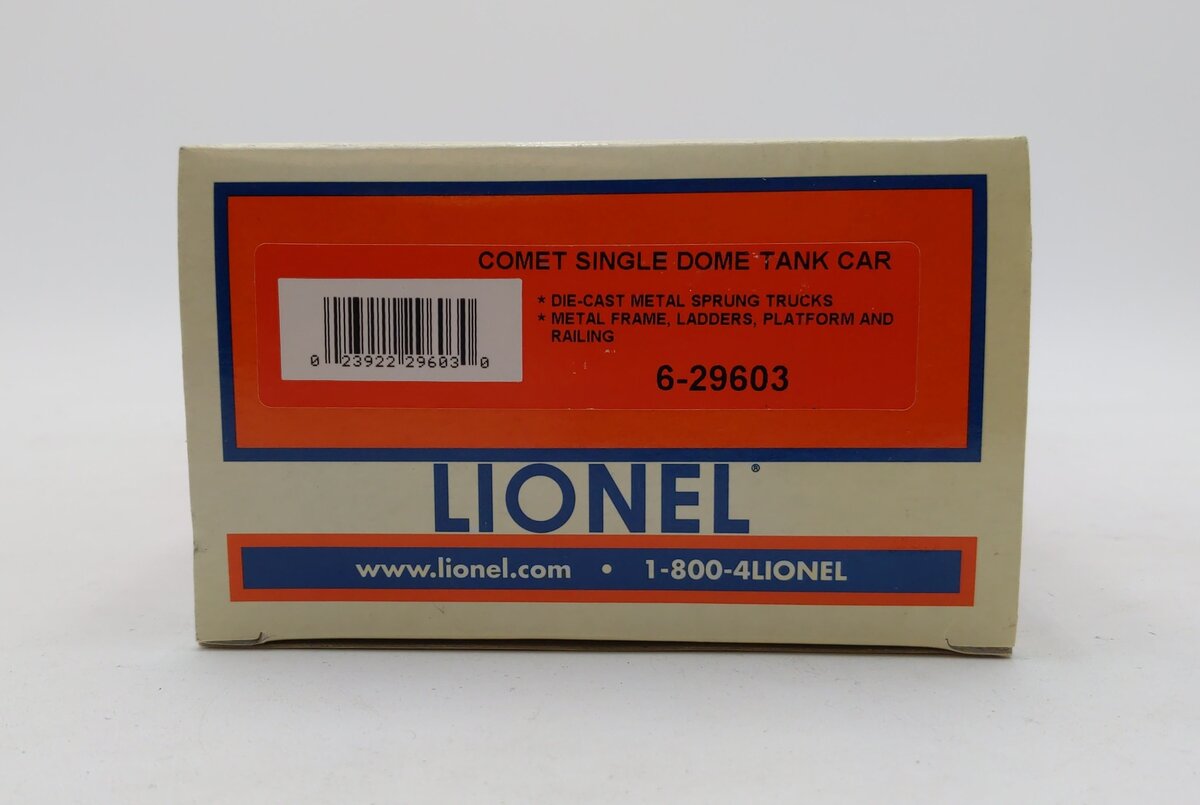 COMET SINGLE DOME TANK CAR
* DIE-CAST METAL SPRUNG TRUCKS
* METAL FRAME, LADDERS, PLATFORM AND
RAILING
0 23922 29603 0
6-29603
LIONEL®
www.lionel.com • 1-800-4LIONEL